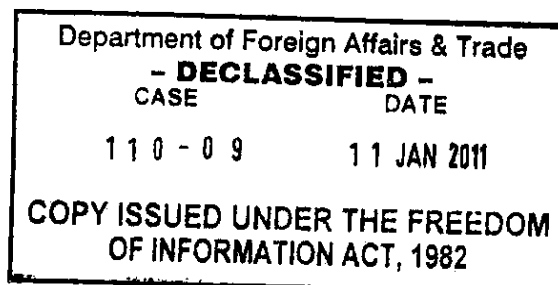 Department of Foreign Affairs & Trade
– DECLASSIFIED –
CASE DATE
110-09 11 JAN 2011
COPY ISSUED UNDER THE FREEDOM
OF INFORMATION ACT, 1982